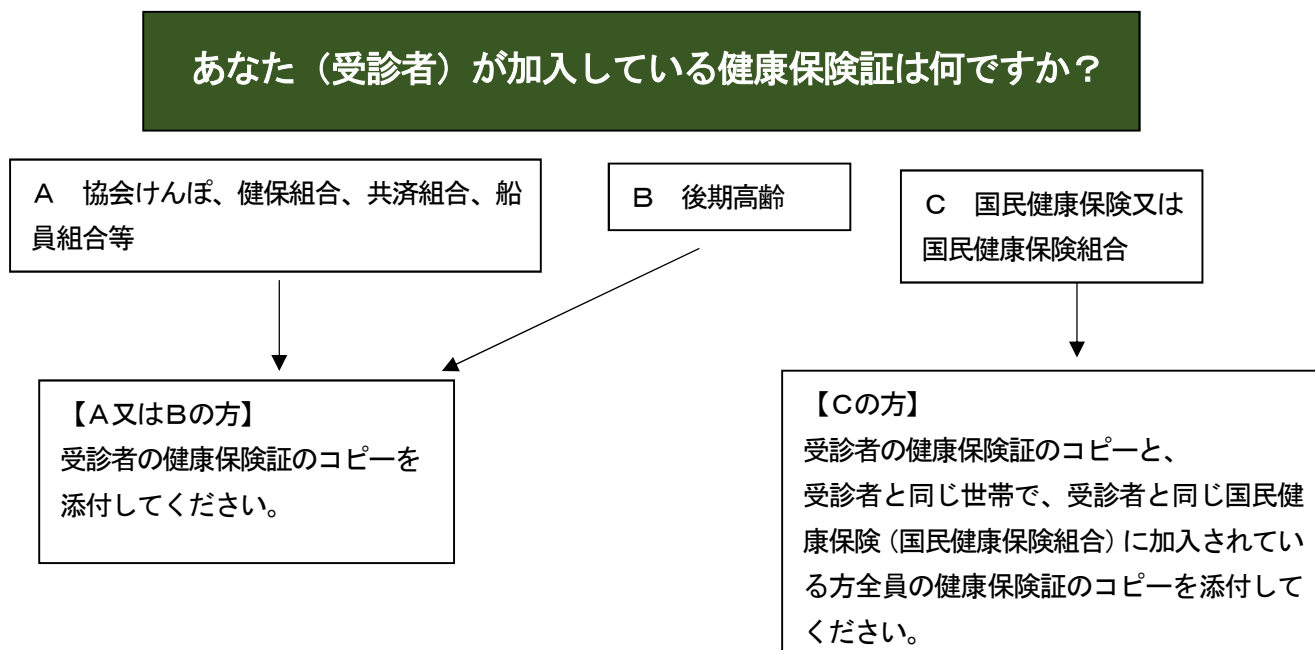 あなた（受診者）が加入している健康保険証は何ですか？
A　協会けんぽ、健保組合、共済組合、船
員組合等
B　後期高齢
C　国民健康保険又は
国民健康保険組合
【A又はBの方】
受診者の健康保険証のコピーを
添付してください。
【Cの方】
受診者の健康保険証のコピーと、
受診者と同じ世帯で、受診者と同じ国民健
康保険（国民健康保険組合）に加入されてい
る方全員の健康保険証のコピーを添付して
ください。